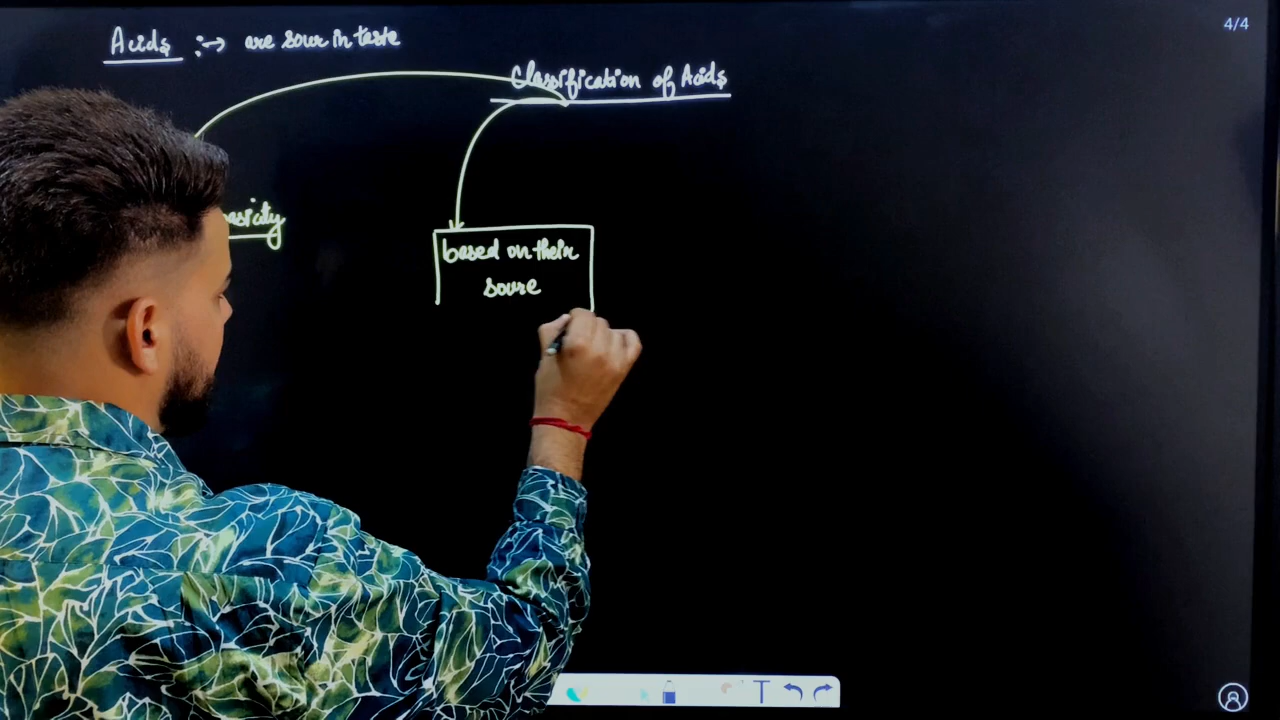 4/4
Acids :→ are sour in taste
Classification of Acids
based on their
soure
T